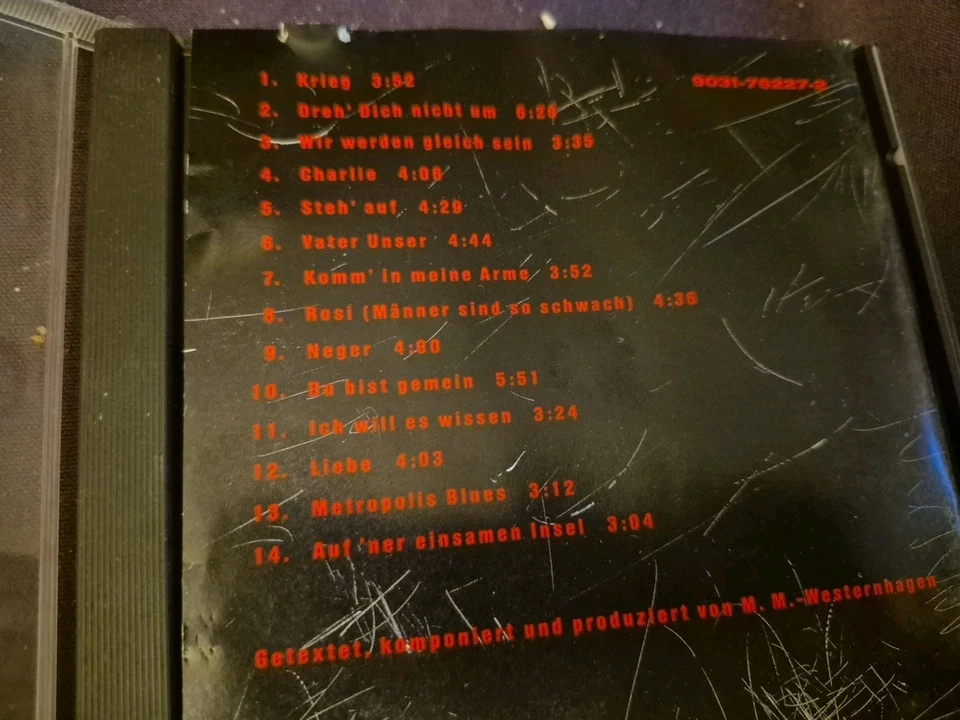 9031-76227-2
1. Krieg 3:52
2. Dreh' Dich nicht um 6:20
3. Wir werden gleich sein 3:35
4. Charlie 4:06
5. Steh' auf 4:29
6. Vater Unser 4:44
7. Komm' in meine Arme 3:52
8. Rosi (Männer sind so schwach) 4:36
9. Neger 4:00
10. Du bist gemein 5:51
11. Ich will es wissen 3:24
12. Liebe 4:03
13. Metropolis Blues 3:12
14. Auf 'ner einsamen Insel 3:04
Getextet, komponiert und produziert von M. M.-Westernhagen